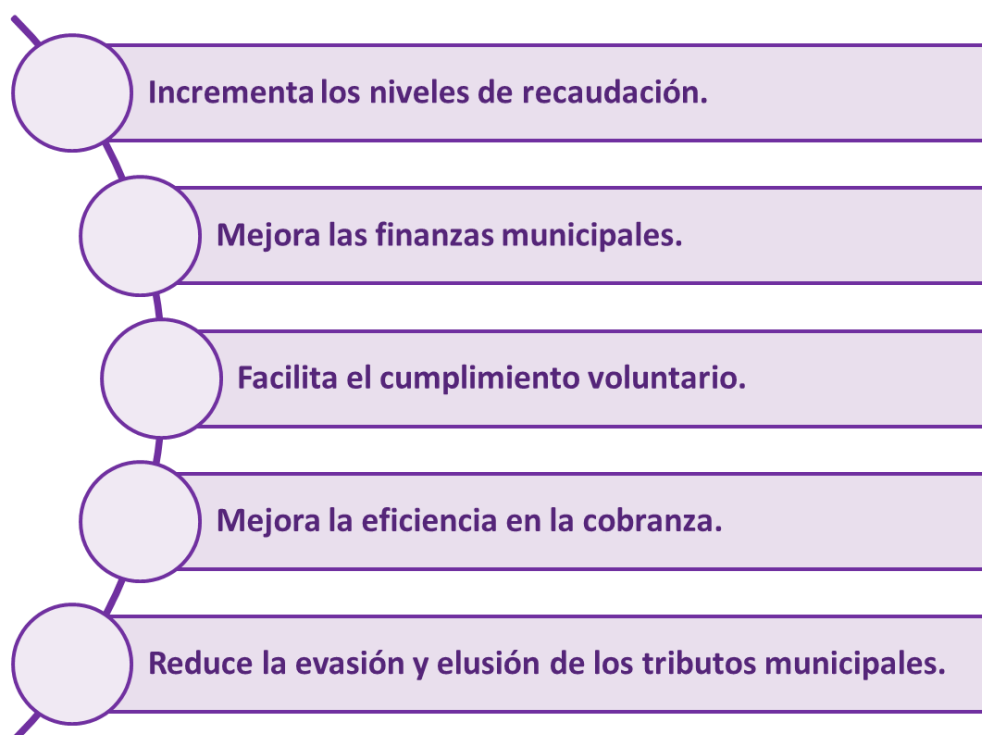 Incrementa los niveles de recaudación.
Mejora las finanzas municipales.
Facilita el cumplimiento voluntario.
Mejora la eficiencia en la cobranza.
Reduce la evasión y elusión de los tributos municipales.